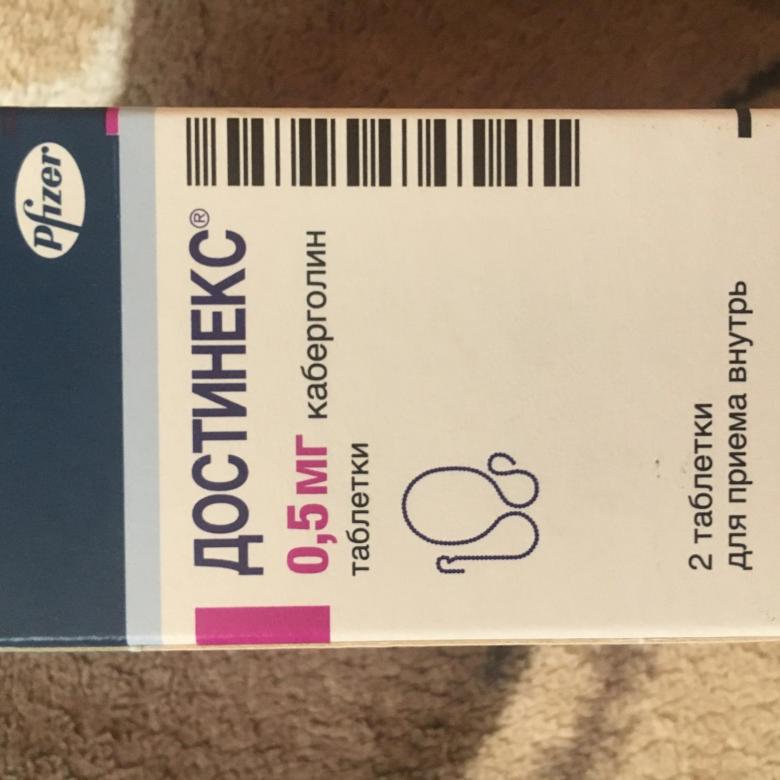 Pfizer
ДОСТИНЕКС®
0,5 мг каберголин
таблетки
2 таблетки
для приема внутрь